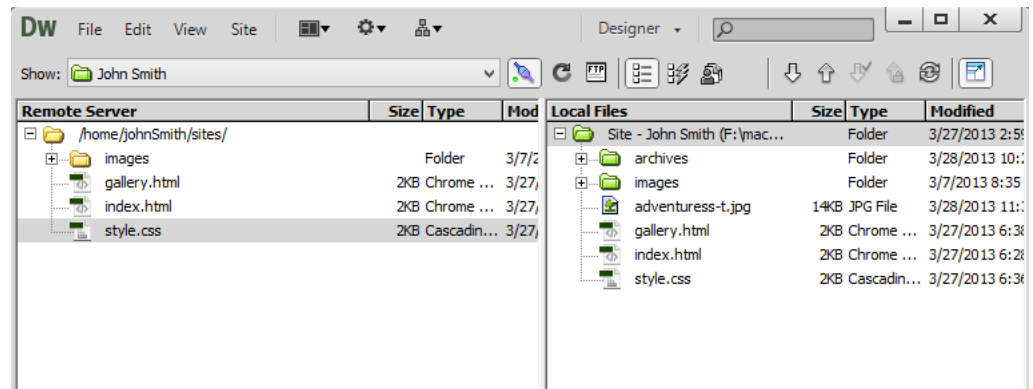 DW File Edit View Site Designer
Show: John Smith FTP
Remote Server Size Type Mod Local Files Size Type Modified
/home/johnSmith/sites/ Site - John Smith (F:\mac... Folder 3/27/2013 2:59
images Folder 3/7/2 archives Folder 3/28/2013 10:
gallery.html 2KB Chrome ... 3/27/ images Folder 3/7/2013 8:35
index.html 2KB Chrome ... 3/27/ adventuress-t.jpg 14KB JPG File 3/28/2013 11:
style.css 2KB Cascadin... 3/27/ gallery.html 2KB Chrome ... 3/27/2013 6:38
index.html 2KB Chrome ... 3/27/2013 6:28
style.css 2KB Cascadin... 3/27/2013 6:36